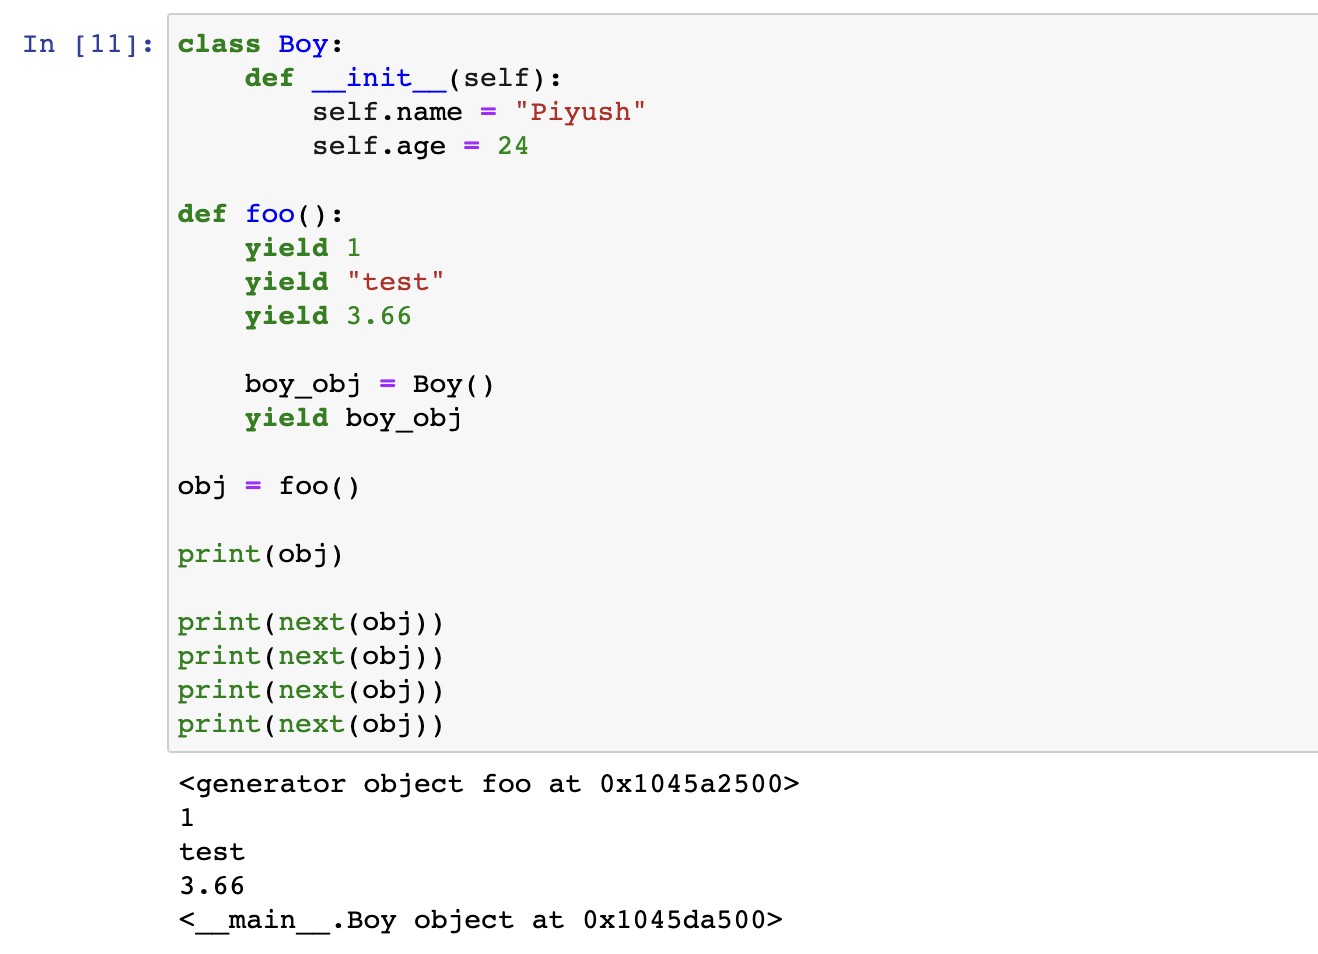 In [11]:
class Boy:
    def __init__(self):
        self.name = "Piyush"
        self.age = 24

def foo():
    yield 1
    yield "test"
    yield 3.66

    boy_obj = Boy()
    yield boy_obj

obj = foo()

print(obj)

print(next(obj))
print(next(obj))
print(next(obj))
print(next(obj))

<generator object foo at 0x1045a2500>
1
test
3.66
<__main__.Boy object at 0x1045da500>